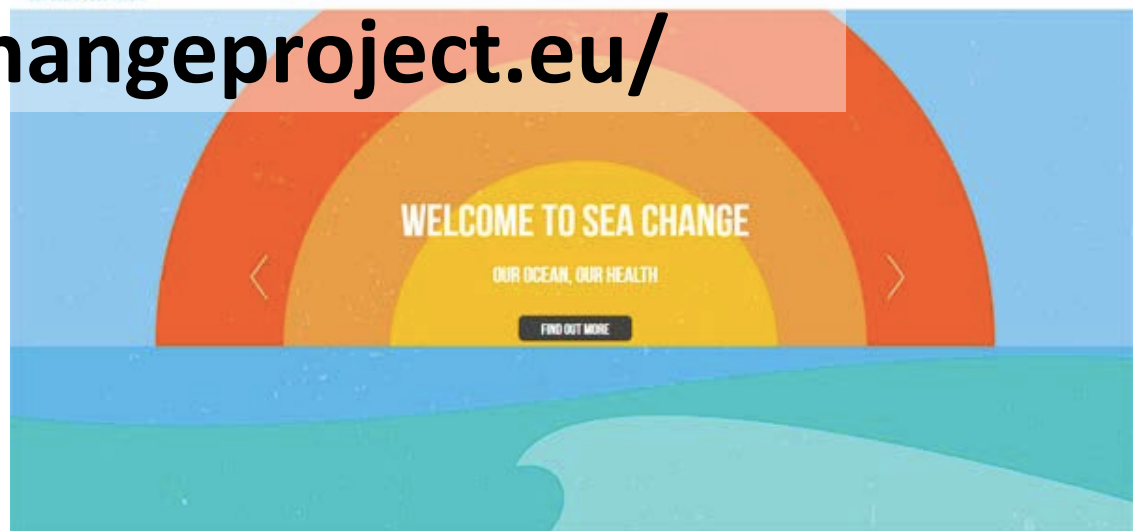 hangeproject.eu/
WELCOME TO SEA CHANGE
OUR OCEAN, OUR HEALTH
FIND OUT MORE